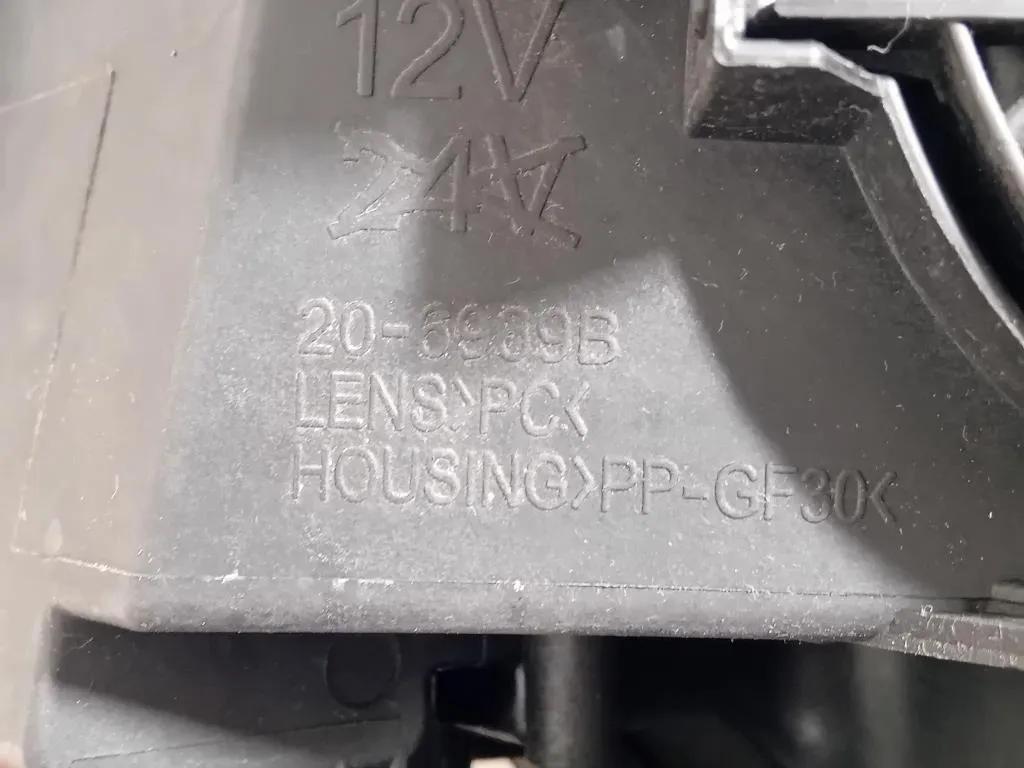 12V
24V
20-6939B
LENS>PC<
HOUSING>PP-GF30<